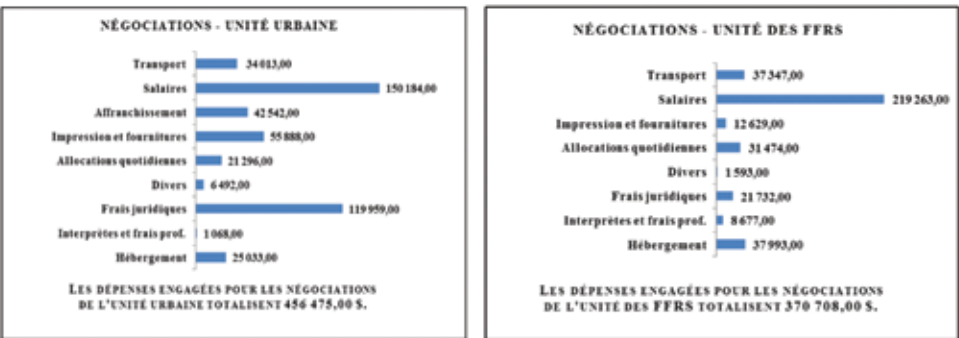 NÉGOCIATIONS - UNITÉ URBAINE
Transport 34 013,00
Salaires 150 184,00
Affranchissement 42 542,00
Impression et fournitures 55 888,00
Allocations quotidiennes 21 296,00
Divers 6 492,00
Frais juridiques 119 959,00
Interprètes et frais prof. 1 068,00
Hébergement 25 033,00
LES DÉPENSES ENGAGÉES POUR LES NÉGOCIATIONS
DE L'UNITÉ URBAINE TOTALISENT 456 475,00 $.
NÉGOCIATIONS - UNITÉ DES FFRS
Transport 37 347,00
Salaires 219 263,00
Impression et fournitures 12 629,00
Allocations quotidiennes 31 474,00
Divers 1 593,00
Frais juridiques 21 732,00
Interprètes et frais prof. 8 677,00
Hébergement 37 993,00
LES DÉPENSES ENGAGÉES POUR LES NÉGOCIATIONS
DE L'UNITÉ DES FFRS TOTALISENT 370 708,00 $.